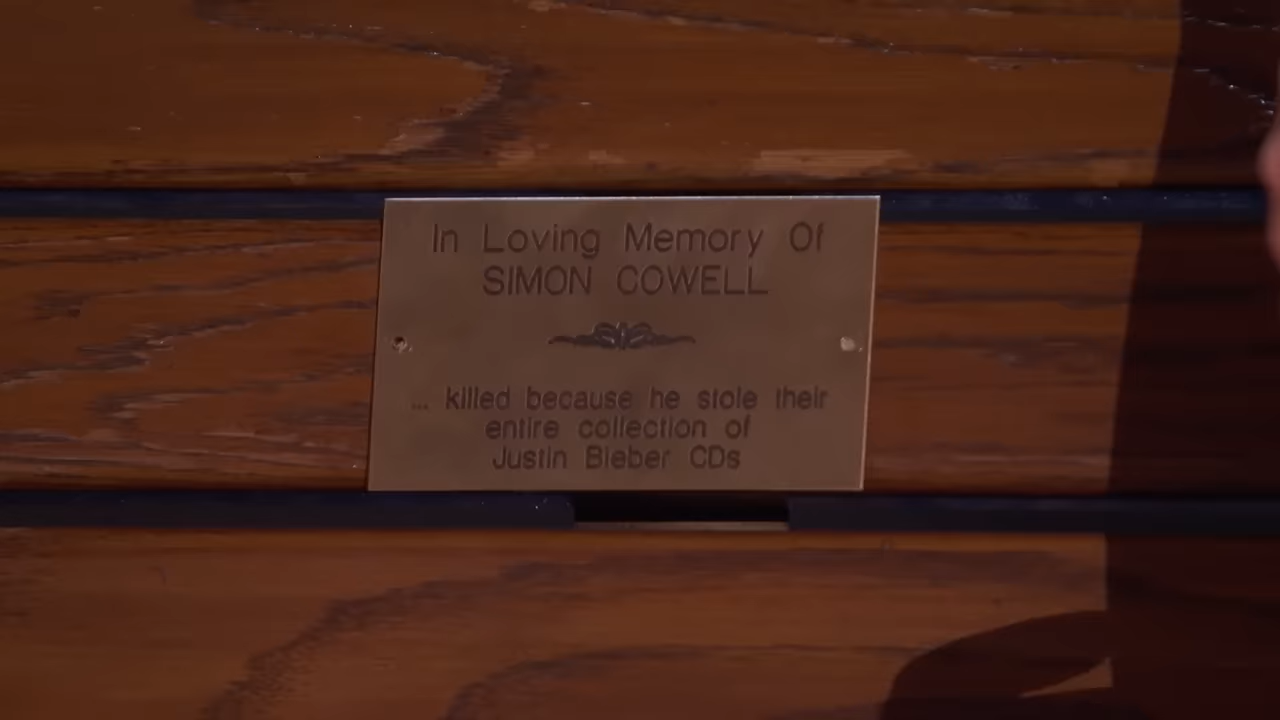 In Loving Memory Of
SIMON COWELL
... killed because he stole their
entire collection of
Justin Bieber CDs